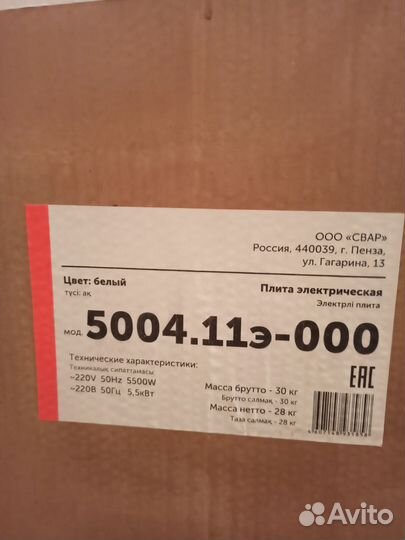 ООО «СВАР»
Россия, 440039, г. Пенза,
ул. Гагарина, 13
Цвет: белый
түсі: ақ
Плита электрическая
Электрлі плита
мод. 5004.11э-000
Технические характеристики:
Техникалық сипаттамасы
~220V 50Hz 5500W
~220В 50Гц 5,5кВт
Масса брутто - 30 кг
Брутто салмақ - 30 кг
Масса нетто - 28 кг
Таза салмақ - 28 кг
EAC
4607148931858
Avito